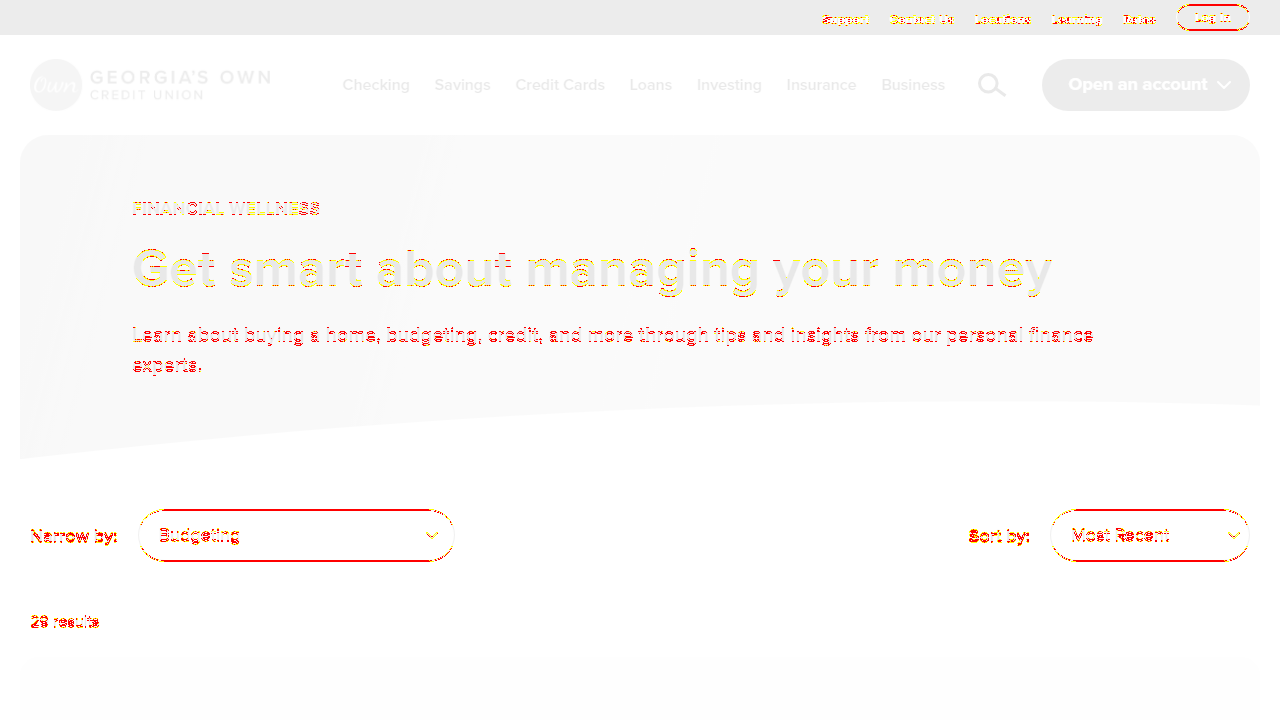 Support Contact Us Locations Learning Rates Log In
Own GEORGIA'S OWN
CREDIT UNION
Checking Savings Credit Cards Loans Investing Insurance Business Open an account
FINANCIAL WELLNESS
Get smart about managing your money
Learn about buying a home, budgeting, credit, and more through tips and insights from our personal finance
experts.
Narrow by: Budgeting Sort by: Most Recent
29 results